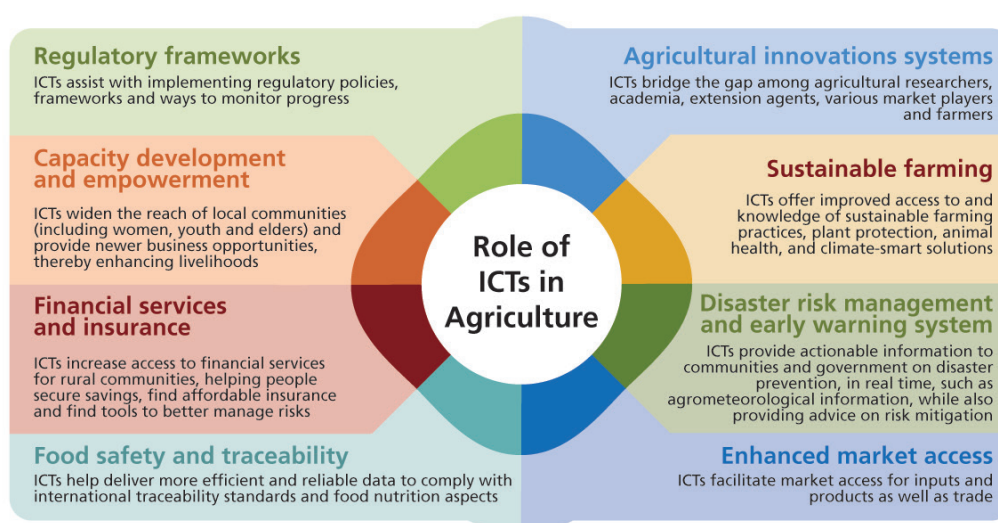 Regulatory frameworks
ICTs assist with implementing regulatory policies,
frameworks and ways to monitor progress
Capacity development
and empowerment
ICTs widen the reach of local communities
(including women, youth and elders) and
provide newer business opportunities,
thereby enhancing livelihoods
Financial services
and insurance
ICTs increase access to financial services
for rural communities, helping people
secure savings, find affordable insurance
and find tools to better manage risks
Food safety and traceability
ICTs help deliver more efficient and reliable data to comply with
international traceability standards and food nutrition aspects
Role of
ICTs in
Agriculture
Agricultural innovations systems
ICTs bridge the gap among agricultural researchers,
academia, extension agents, various market players
and farmers
Sustainable farming
ICTs offer improved access to and
knowledge of sustainable farming
practices, plant protection, animal
health, and climate-smart solutions
Disaster risk management
and early warning system
ICTs provide actionable information to
communities and government on disaster
prevention, in real time, such as
agrometeorological information, while also
providing advice on risk mitigation
Enhanced market access
ICTs facilitate market access for inputs and
products as well as trade